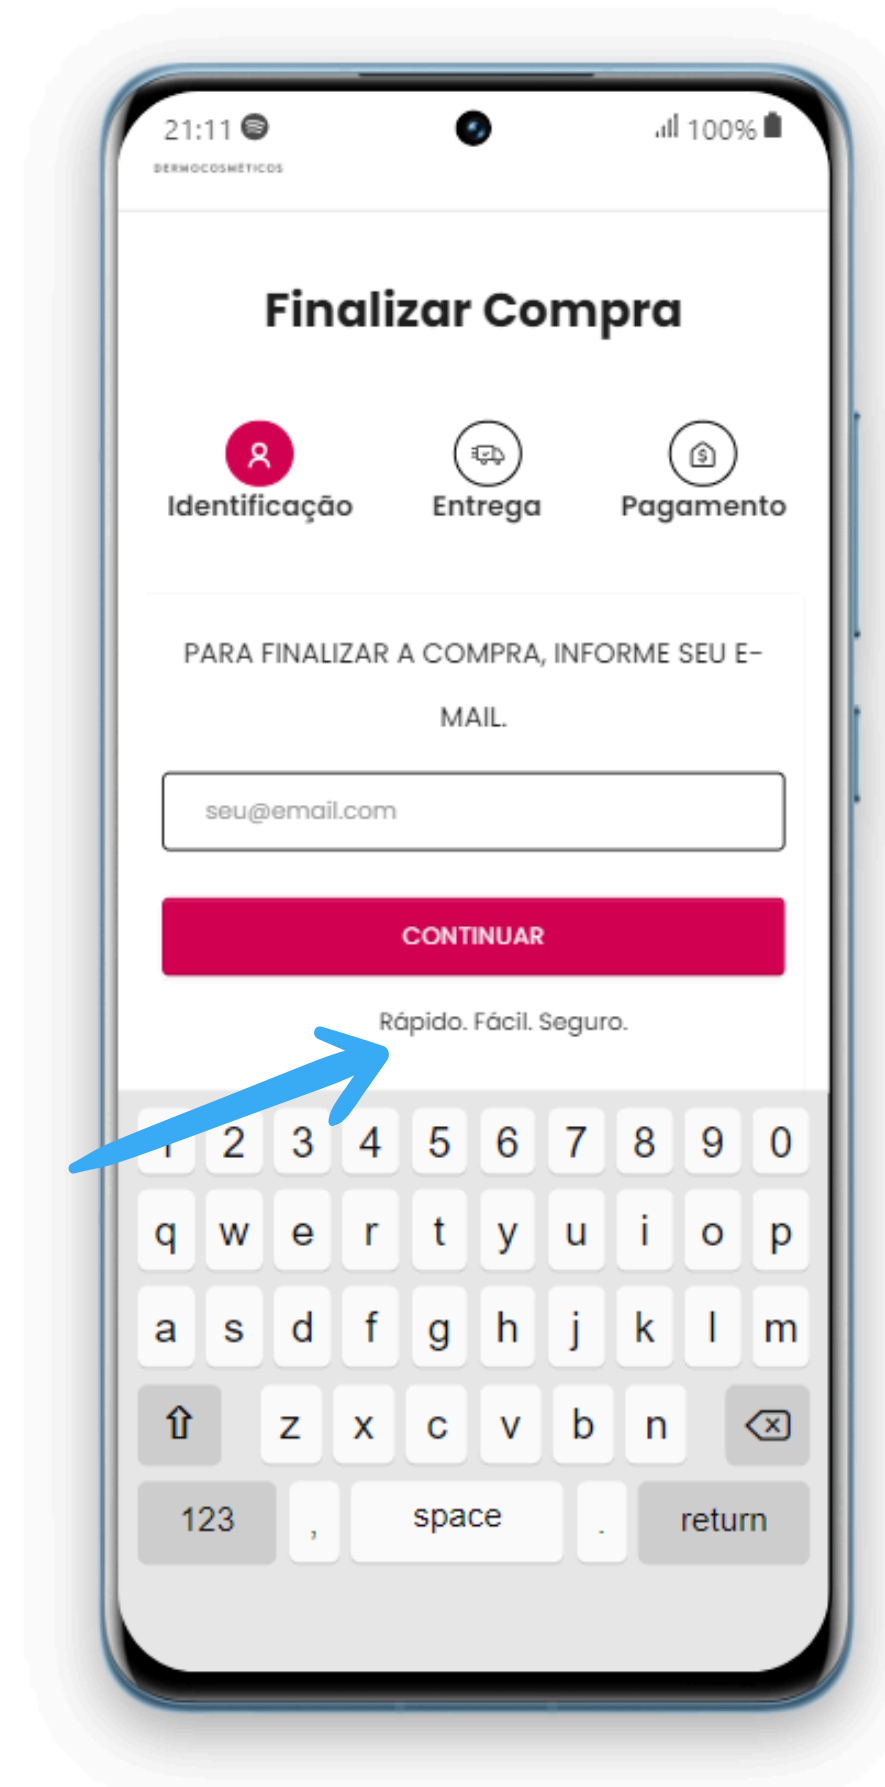 21:11
100%
DERMOCOSMÉTICOS
Finalizar Compra
Identificação
Entrega
Pagamento
PARA FINALIZAR A COMPRA, INFORME SEU E-
MAIL.
seu@email.com
CONTINUAR
Rápido. Fácil. Seguro.
1 2 3 4 5 6 7 8 9 0
q w e r t y u i o p
a s d f g h j k l m
z x c v b n
123 , space . return